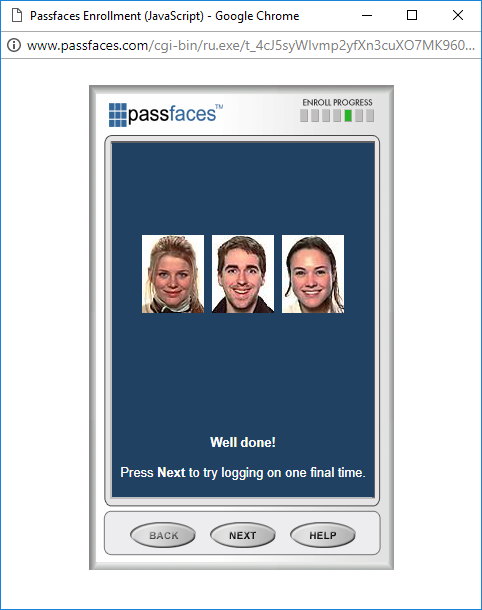 Passfaces Enrollment (JavaScript) - Google Chrome
www.passfaces.com/cgi-bin/ru.exe/t_4cJ5syWlvmp2yfXn3cuXO7MK960...
passfaces™
ENROLL PROGRESS
Well done!
Press Next to try logging on one final time.
BACK NEXT HELP